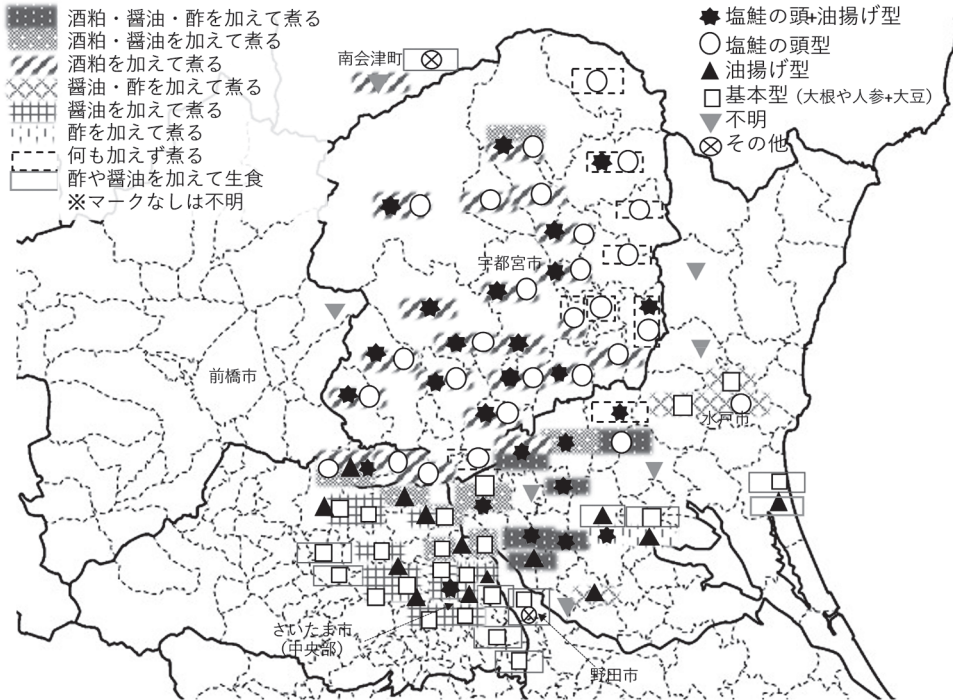 酒粕・醤油・酢を加えて煮る
酒粕・醤油を加えて煮る
酒粕を加えて煮る
醤油・酢を加えて煮る
醤油を加えて煮る
酢を加えて煮る
何も加えず煮る
酢や醤油を加えて生食
※マークなしは不明
塩鮭の頭+油揚げ型
塩鮭の頭型
油揚げ型
基本型（大根や人参+大豆）
不明
その他
南会津町
宇都宮市
前橋市
水戸市
さいたま市
（中央部）
野田市